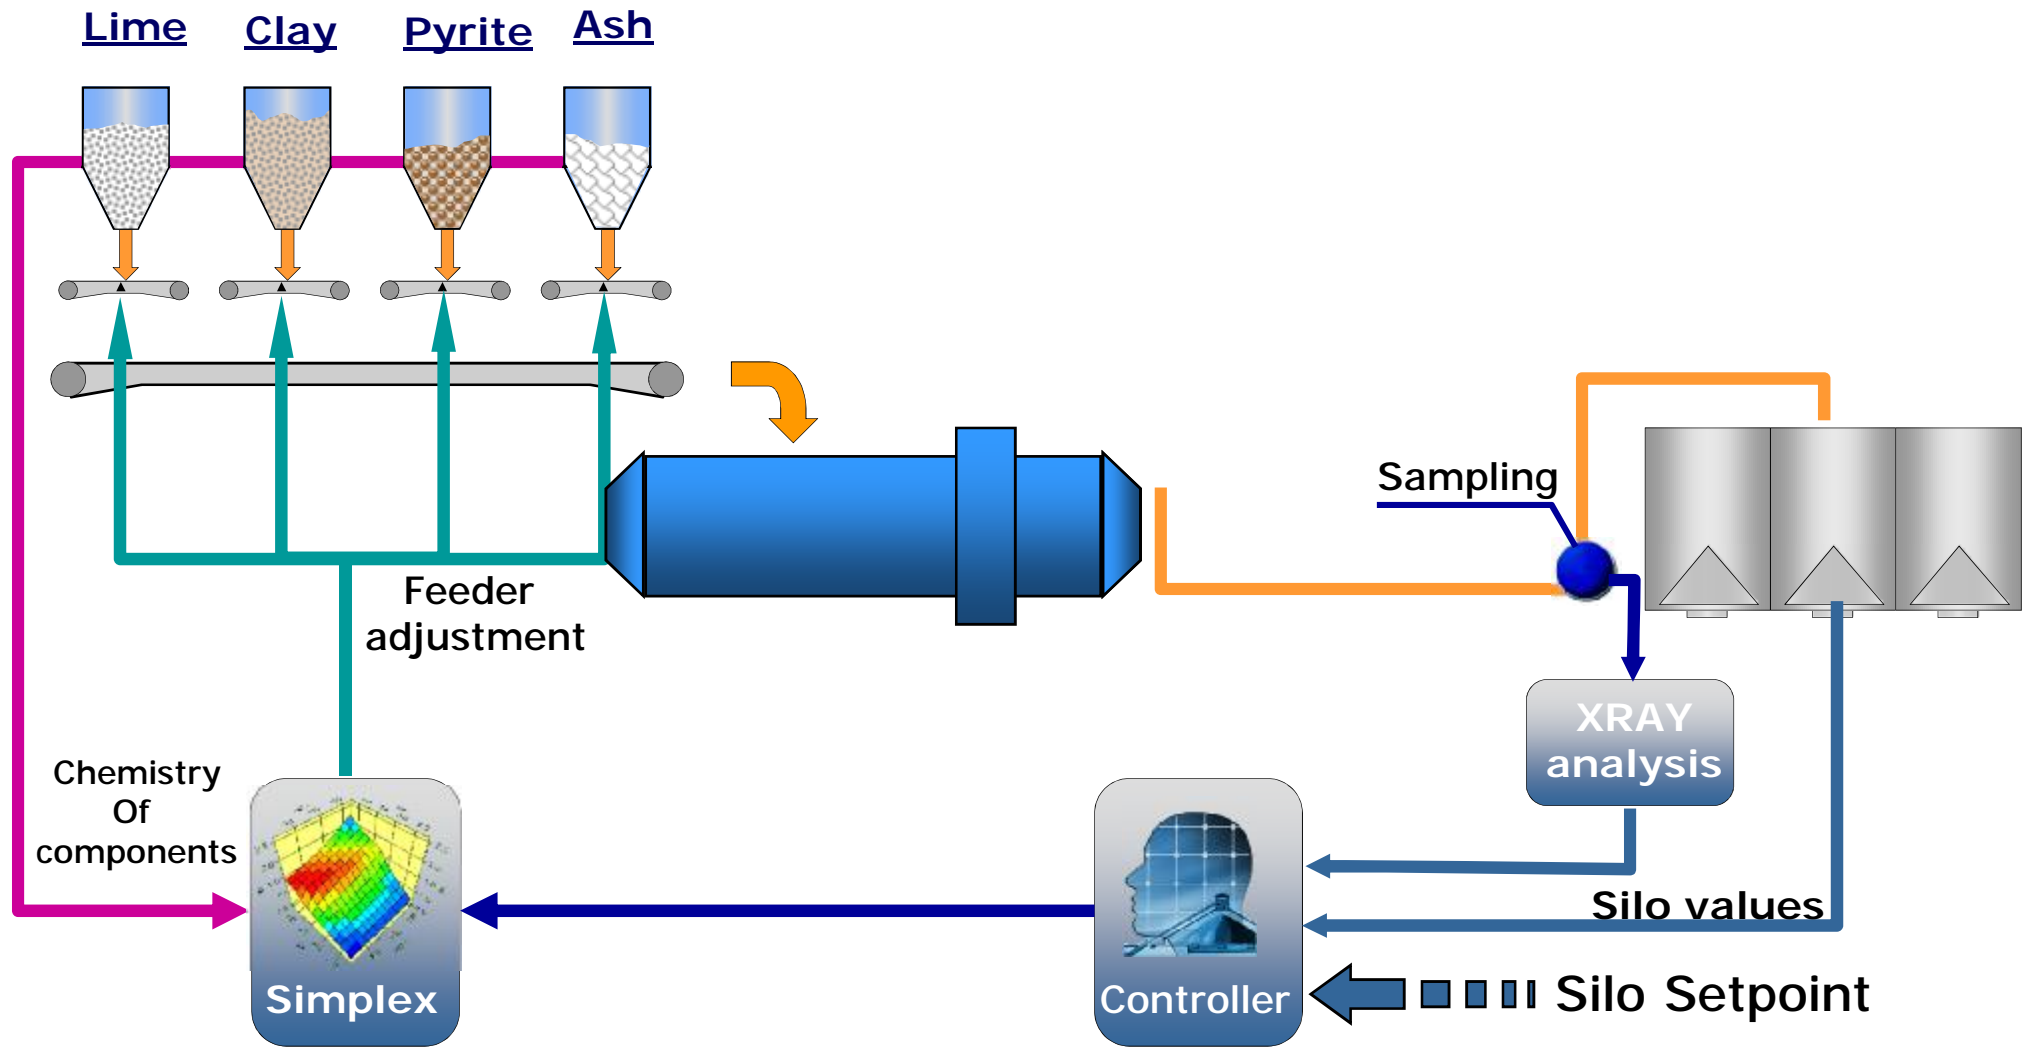 Lime
Clay
Pyrite
Ash
Sampling
Feeder
adjustment
XRAY
analysis
Chemistry
Of
components
Silo values
Simplex
Controller
Silo Setpoint